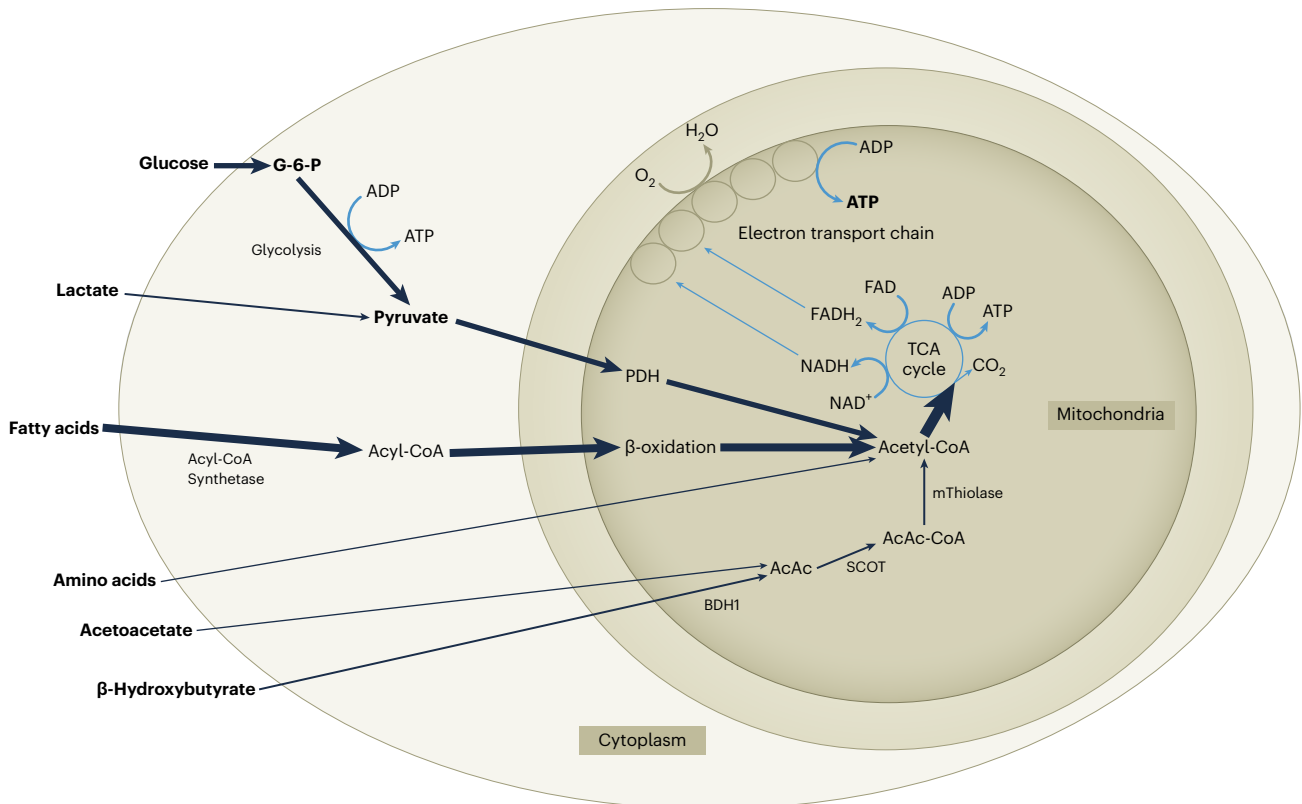 H₂O
O₂
ADP
ATP
Electron transport chain
Glucose
G-6-P
ADP
ATP
Glycolysis
Lactate
Pyruvate
FAD
FADH₂
ADP
ATP
TCA
cycle
NADH
NAD⁺
CO₂
PDH
Mitochondria
Fatty acids
Acyl-CoA
Synthetase
Acyl-CoA
β-oxidation
Acetyl-CoA
mThiolase
AcAc-CoA
SCOT
AcAc
BDH1
Amino acids
Acetoacetate
β-Hydroxybutyrate
Cytoplasm